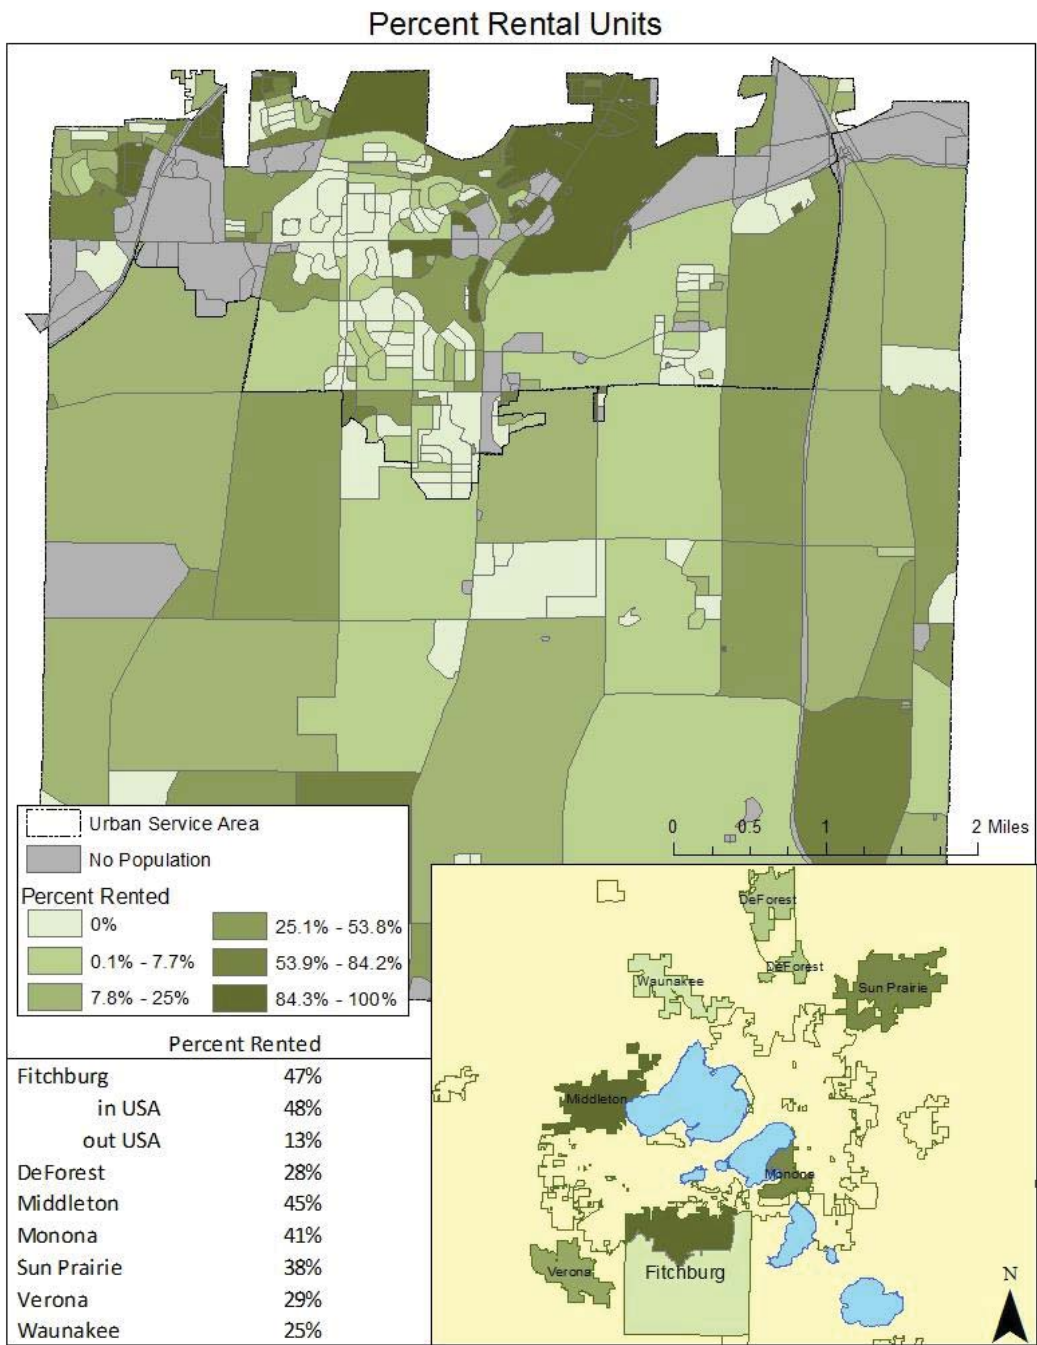 Percent Rental Units
Urban Service Area
No Population
Percent Rented
0%
0.1% - 7.7%
7.8% - 25%
25.1% - 53.8%
53.9% - 84.2%
84.3% - 100%
0 0.5 1 2 Miles
Percent Rented
Fitchburg 47%
in USA 48%
out USA 13%
DeForest 28%
Middleton 45%
Monona 41%
Sun Prairie 38%
Verona 29%
Waunakee 25%
DeForest
DeForest
Waunakee
Sun Prairie
Middleton
Monona
Verona
Fitchburg
N